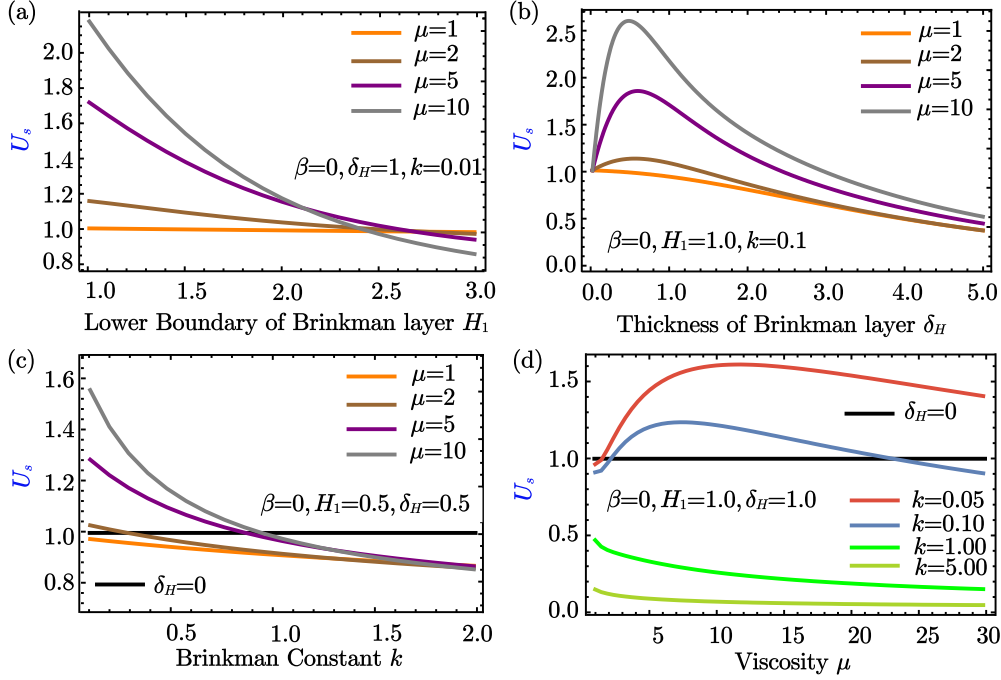 (a)
2.0
1.8
1.6
1.4
1.2
1.0
0.8
U_s
μ=1
μ=2
μ=5
μ=10
β=0, δ_H=1, k=0.01
1.0 1.5 2.0 2.5 3.0
Lower Boundary of Brinkman layer H_1
(b)
2.5
2.0
1.5
1.0
0.5
0.0
U_s
μ=1
μ=2
μ=5
μ=10
β=0, H_1=1.0, k=0.1
0.0 1.0 2.0 3.0 4.0 5.0
Thickness of Brinkman layer δ_H
(c)
1.6
1.4
1.2
1.0
0.8
U_s
μ=1
μ=2
μ=5
μ=10
β=0, H_1=0.5, δ_H=0.5
δ_H=0
0.5 1.0 1.5 2.0
Brinkman Constant k
(d)
1.5
1.0
0.5
0.0
U_s
δ_H=0
β=0, H_1=1.0, δ_H=1.0
k=0.05
k=0.10
k=1.00
k=5.00
5 10 15 20 25 30
Viscosity μ